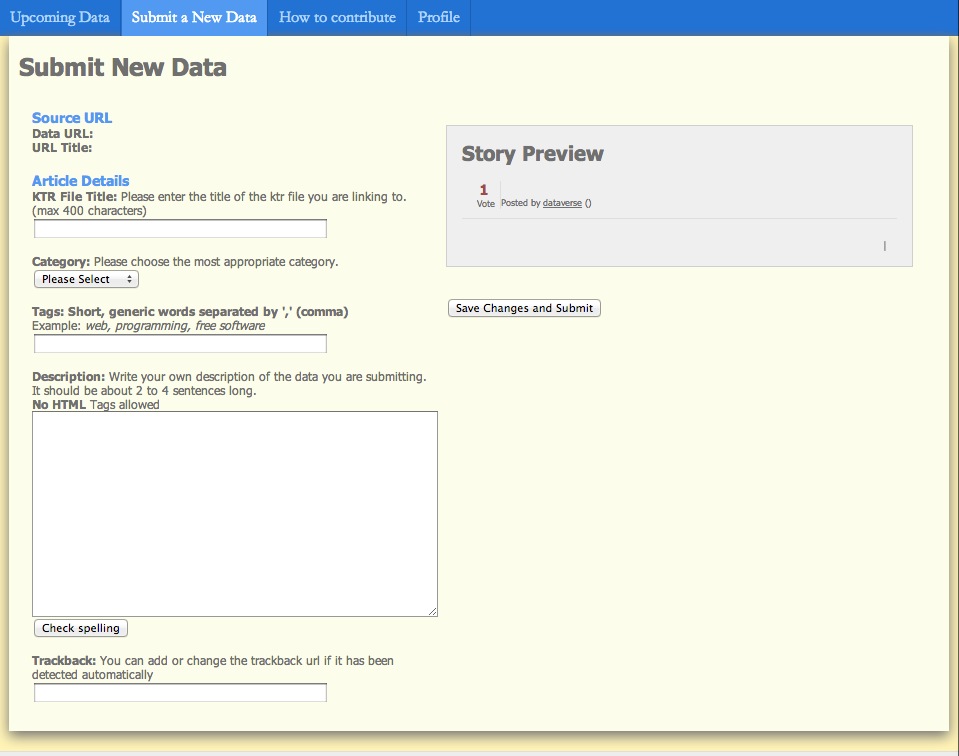 Upcoming Data Submit a New Data How to contribute Profile
Submit New Data
Source URL
Data URL:
URL Title:
Article Details
KTR File Title: Please enter the title of the ktr file you are linking to.
(max 400 characters)
Category: Please choose the most appropriate category.
Please Select
Tags: Short, generic words separated by ',' (comma)
Example: web, programming, free software
Description: Write your own description of the data you are submitting.
It should be about 2 to 4 sentences long.
No HTML Tags allowed
Check spelling
Trackback: You can add or change the trackback url if it has been
detected automatically
Story Preview
1
Vote Posted by dataverse ()
|
Save Changes and Submit